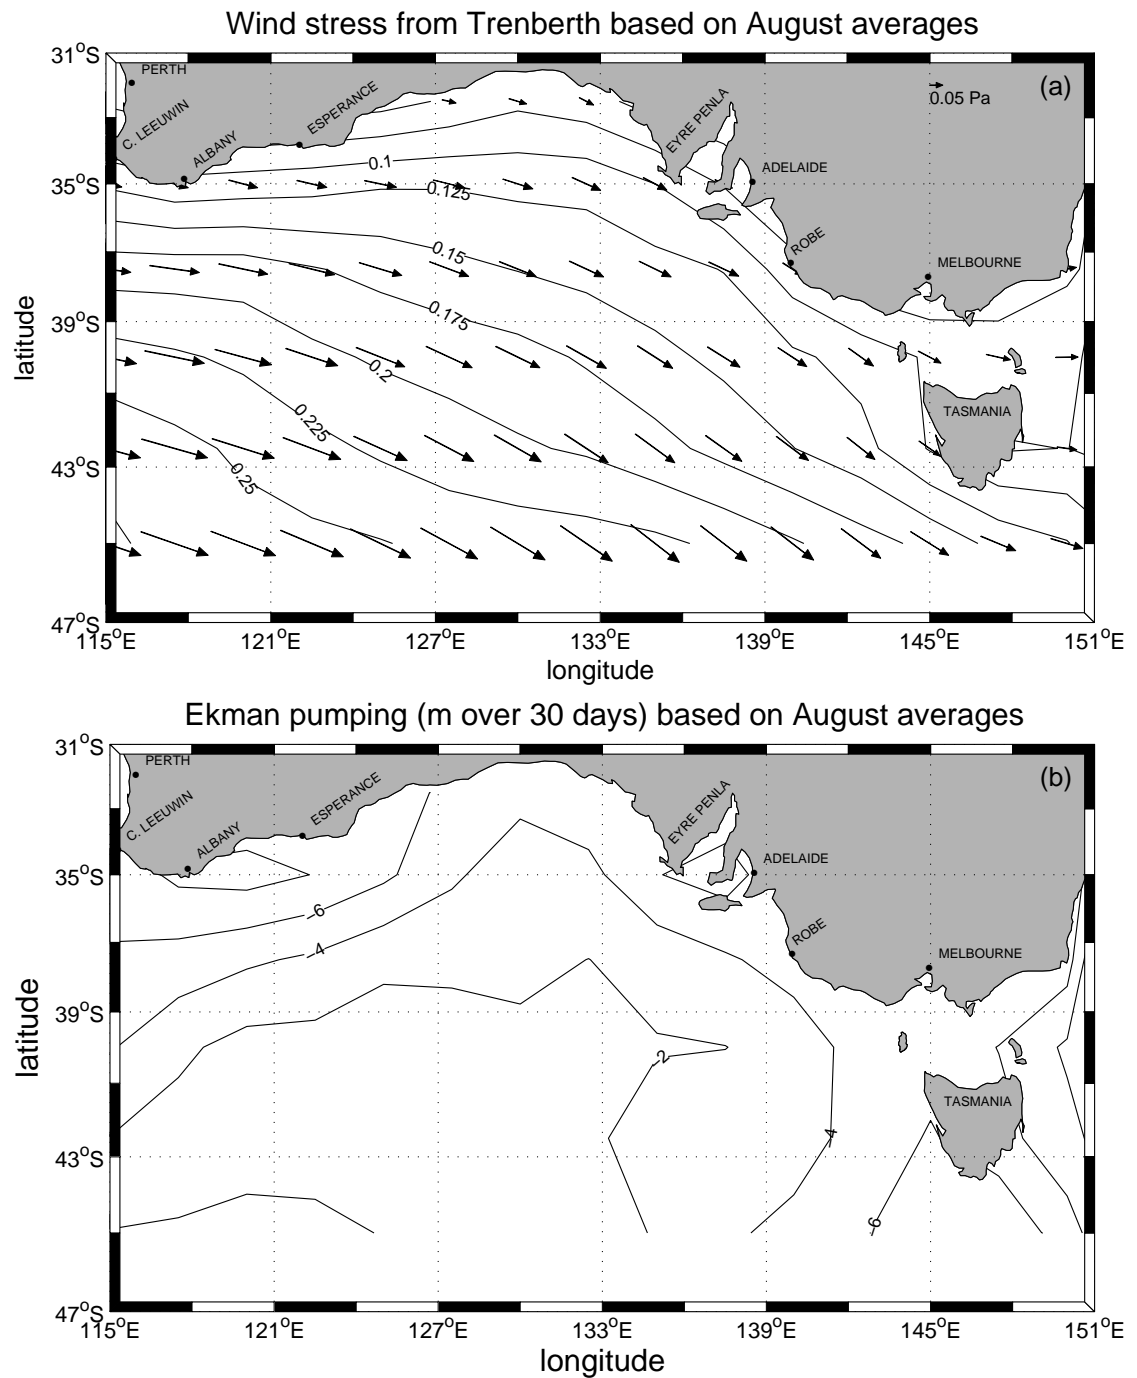 Wind stress from Trenberth based on August averages
31°S
PERTH
(a)
0.05 Pa
C. LEEUWIN
ALBANY
ESPERANCE
EYRE PENLA
0.1
ADELAIDE
35°S
0.125
ROBE
0.15
MELBOURNE
0.175
39°S
latitude
0.2
TASMANIA
0.225
43°S
0.25
47°S
115°E 121°E 127°E 133°E 139°E 145°E 151°E
longitude
Ekman pumping (m over 30 days) based on August averages
31°S
PERTH
(b)
C. LEEUWIN
ALBANY
ESPERANCE
EYRE PENLA
ADELAIDE
35°S
−6
ROBE
−4
MELBOURNE
39°S
latitude
−2
TASMANIA
−4
43°S
−6
47°S
115°E 121°E 127°E 133°E 139°E 145°E 151°E
longitude